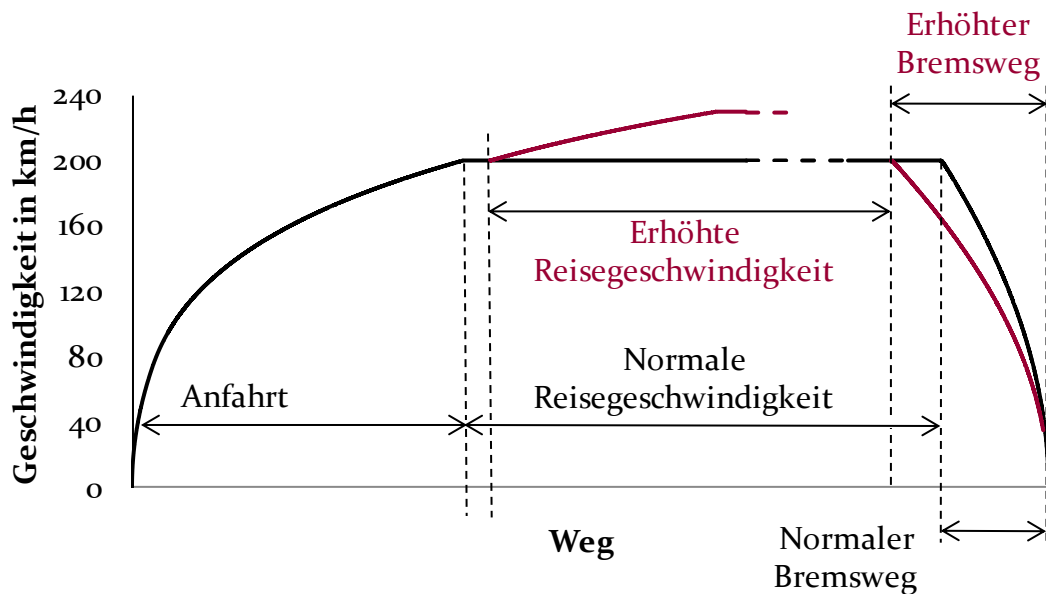 Erhöhter
Bremsweg
Geschwindigkeit in km/h
240
200
160
120
80
40
0
Erhöhte
Reisegeschwindigkeit
Normale
Reisegeschwindigkeit
Anfahrt
Weg
Normaler
Bremsweg